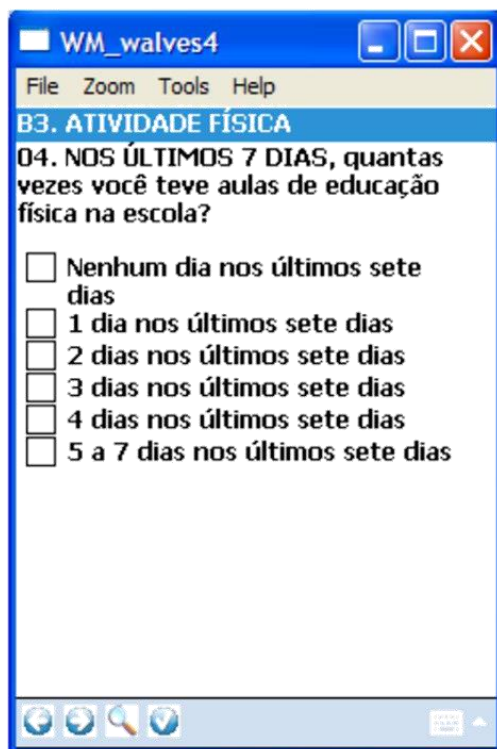 WM_walves4
File Zoom Tools Help
B3. ATIVIDADE FÍSICA
04. NOS ÚLTIMOS 7 DIAS, quantas
vezes você teve aulas de educação
física na escola?
Nenhum dia nos últimos sete
dias
1 dia nos últimos sete dias
2 dias nos últimos sete dias
3 dias nos últimos sete dias
4 dias nos últimos sete dias
5 a 7 dias nos últimos sete dias